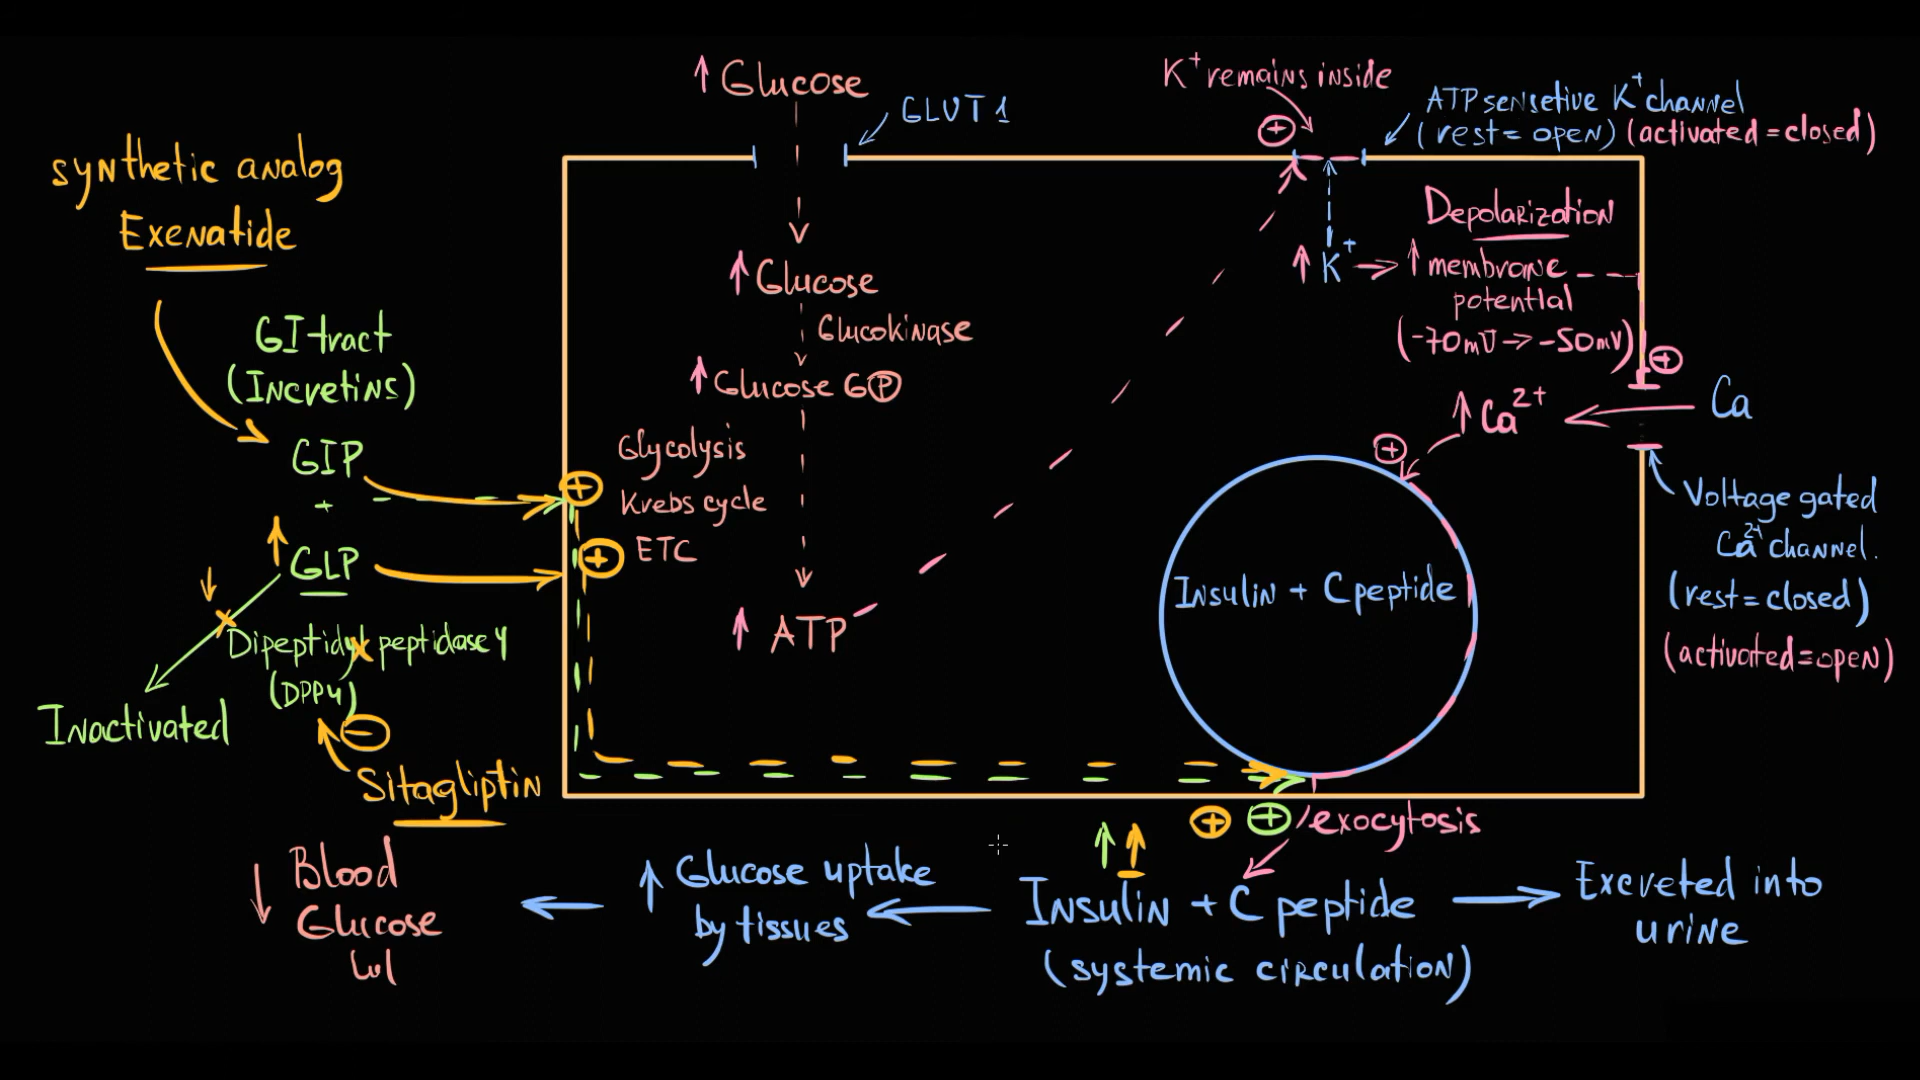 ↑ Glucose
GLUT 1
K⁺ remains inside
ATP sensetive K⁺ channel
(rest = open) (activated = closed)
synthetic analog
Exenatide
GI tract
(Incretins)
GIP
+
↑ GLP
Dipeptidyl peptidase 4
(DPP4)
Inactivated
Sitagliptin
↑ Glucose
Glucokinase
↑ Glucose 6 P
Glycolysis
Krebs cycle
ETC
↑ ATP
Depolarization
↑ K⁺ → ↑ membrane
potential
(-70mV → -50mV)
↑ Ca²⁺
Ca
Voltage gated
Ca²⁺ channel.
(rest = closed)
(activated = open)
Insulin + C peptide
exocytosis
Insulin + C peptide
(systemic circulation)
Excreted into
urine
↑ Glucose uptake
by tissues
↓ Blood
Glucose
lvl